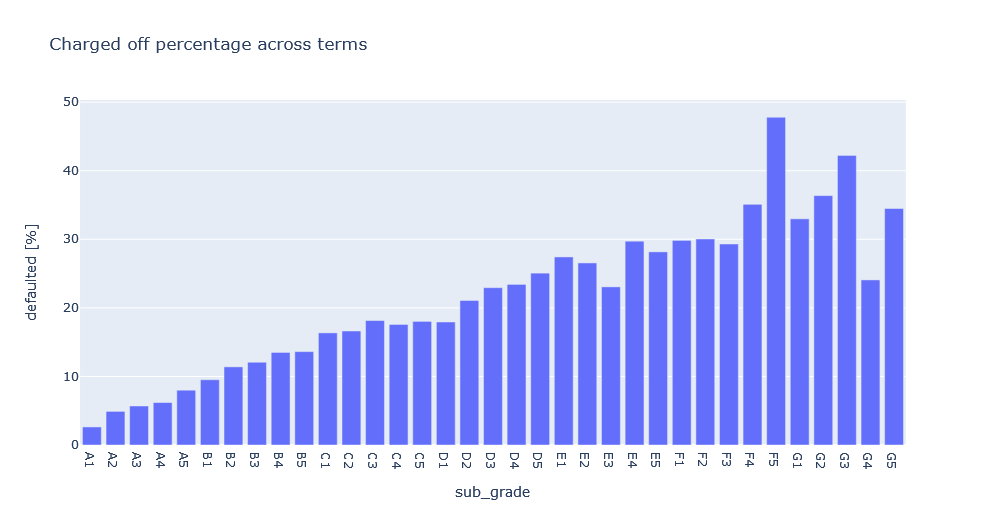 Charged off percentage across terms
defaulted [%]
50
40
30
20
10
0
A1 A2 A3 A4 A5 B1 B2 B3 B4 B5 C1 C2 C3 C4 C5 D1 D2 D3 D4 D5 E1 E2 E3 E4 E5 F1 F2 F3 F4 F5 G1 G2 G3 G4 G5
sub_grade